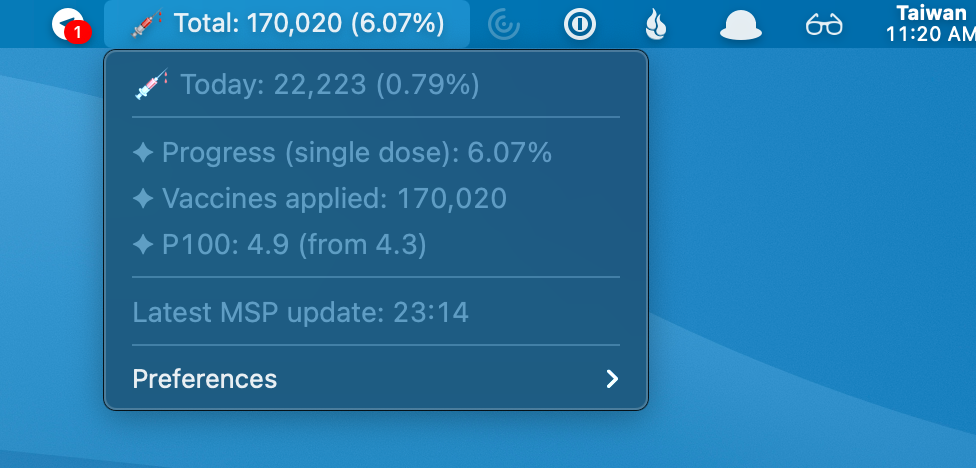 1
Total: 170,020 (6.07%)
Taiwan
11:20 AM
Today: 22,223 (0.79%)
Progress (single dose): 6.07%
Vaccines applied: 170,020
P100: 4.9 (from 4.3)
Latest MSP update: 23:14
Preferences